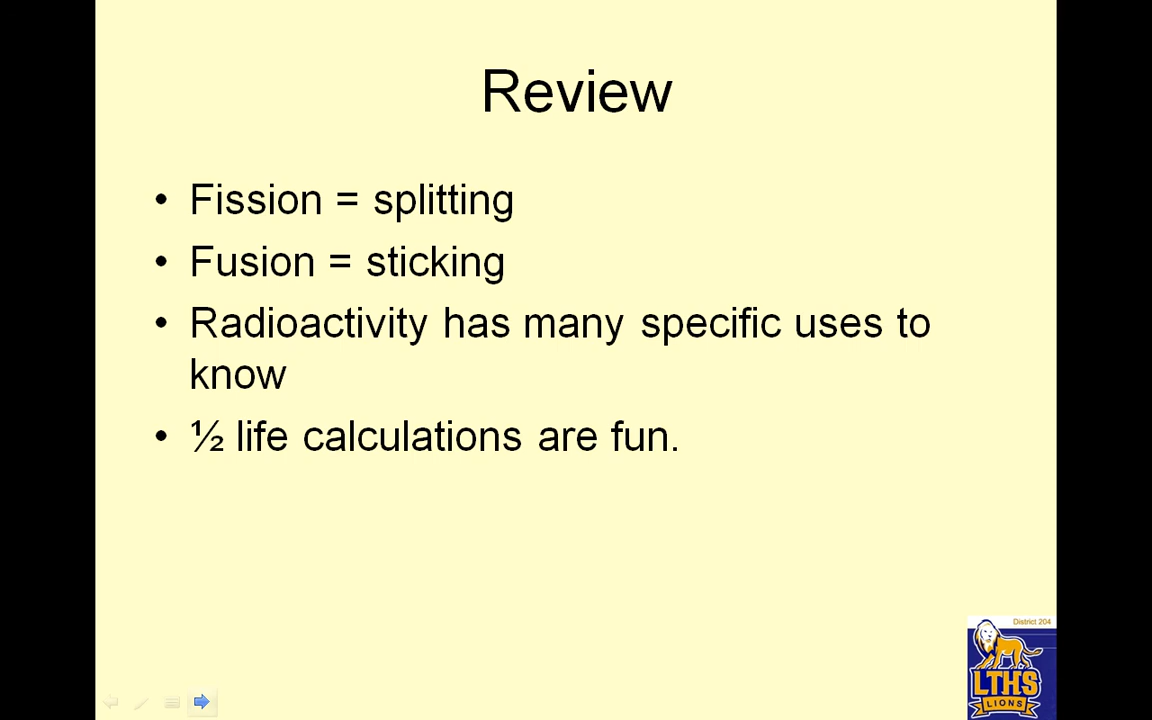 Review
• Fission = splitting
• Fusion = sticking
• Radioactivity has many specific uses to
know
• ½ life calculations are fun.
District 204
LTHS
LIONS